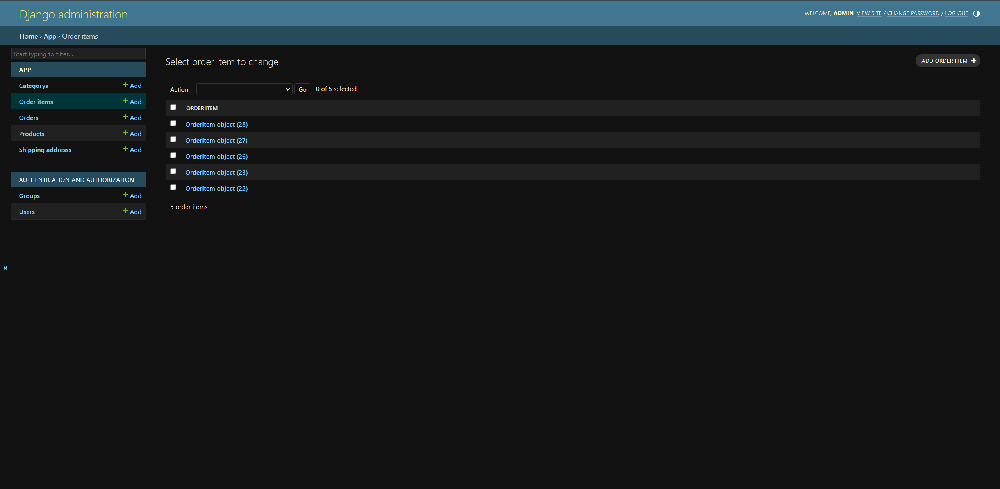 Django administration
WELCOME, ADMIN. VIEW SITE / CHANGE PASSWORD / LOG OUT
Home › App › Order items
Start typing to filter...
APP
Categorys + Add
Order items + Add
Orders + Add
Products + Add
Shipping addresss + Add
AUTHENTICATION AND AUTHORIZATION
Groups + Add
Users + Add
«
Select order item to change
ADD ORDER ITEM +
Action: --------- Go 0 of 5 selected
ORDER ITEM
OrderItem object (28)
OrderItem object (27)
OrderItem object (26)
OrderItem object (23)
OrderItem object (22)
5 order items